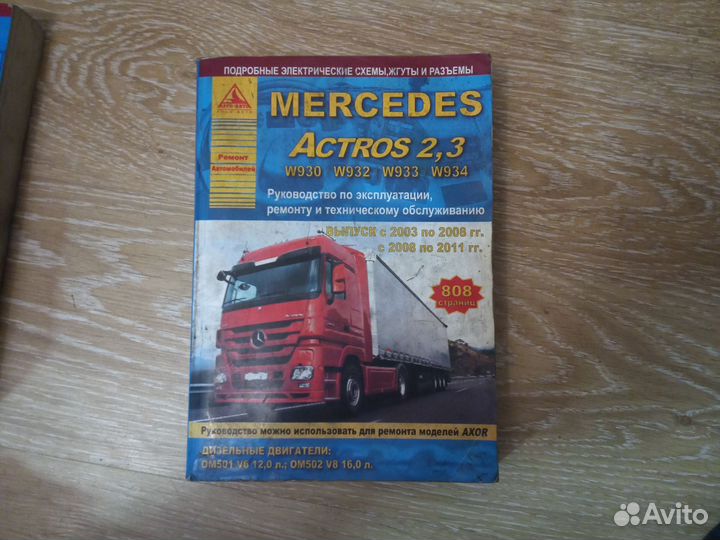 ПОДРОБНЫЕ ЭЛЕКТРИЧЕСКИЕ СХЕМЫ,ЖГУТЫ И РАЗЪЕМЫ
MERCEDES
ACTROS 2,3
W930 W932 W933 W934
Ремонт
Автомобилей
Руководство по эксплуатации,
ремонту и техническому обслуживанию
ВЫПУСК с 2003 по 2008 гг.
с 2008 по 2011 гг.
808
страниц
Руководство можно использовать для ремонта моделей AXOR
ДИЗЕЛЬНЫЕ ДВИГАТЕЛИ:
OM501 V6 12,0 л.; OM502 V8 16,0 л.
Avito